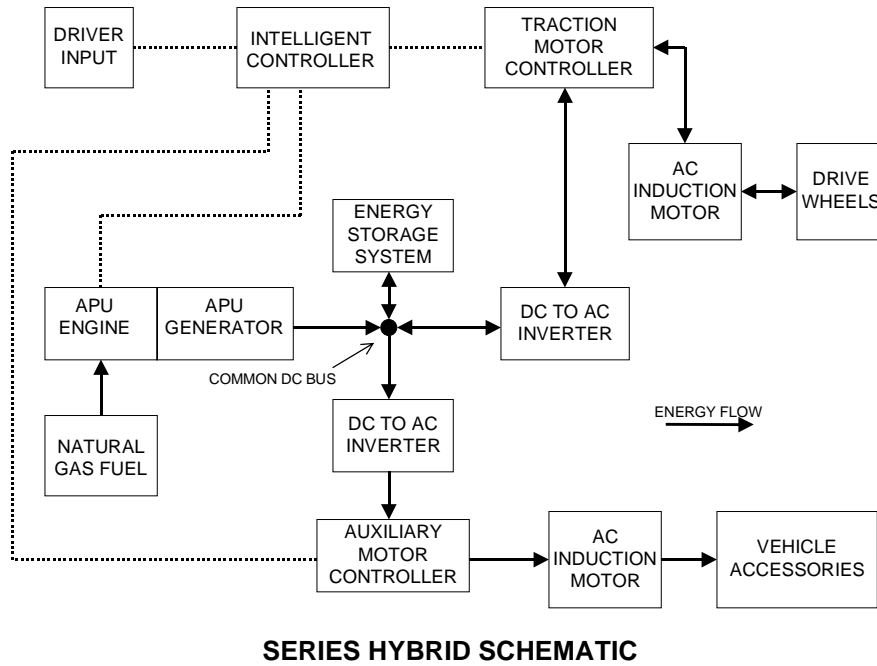 DRIVER
INPUT
INTELLIGENT
CONTROLLER
TRACTION
MOTOR
CONTROLLER
AC
INDUCTION
MOTOR
DRIVE
WHEELS
ENERGY
STORAGE
SYSTEM
APU
ENGINE
APU
GENERATOR
DC TO AC
INVERTER
COMMON DC BUS
NATURAL
GAS FUEL
DC TO AC
INVERTER
ENERGY FLOW
AUXILIARY
MOTOR
CONTROLLER
AC
INDUCTION
MOTOR
VEHICLE
ACCESSORIES
SERIES HYBRID SCHEMATIC